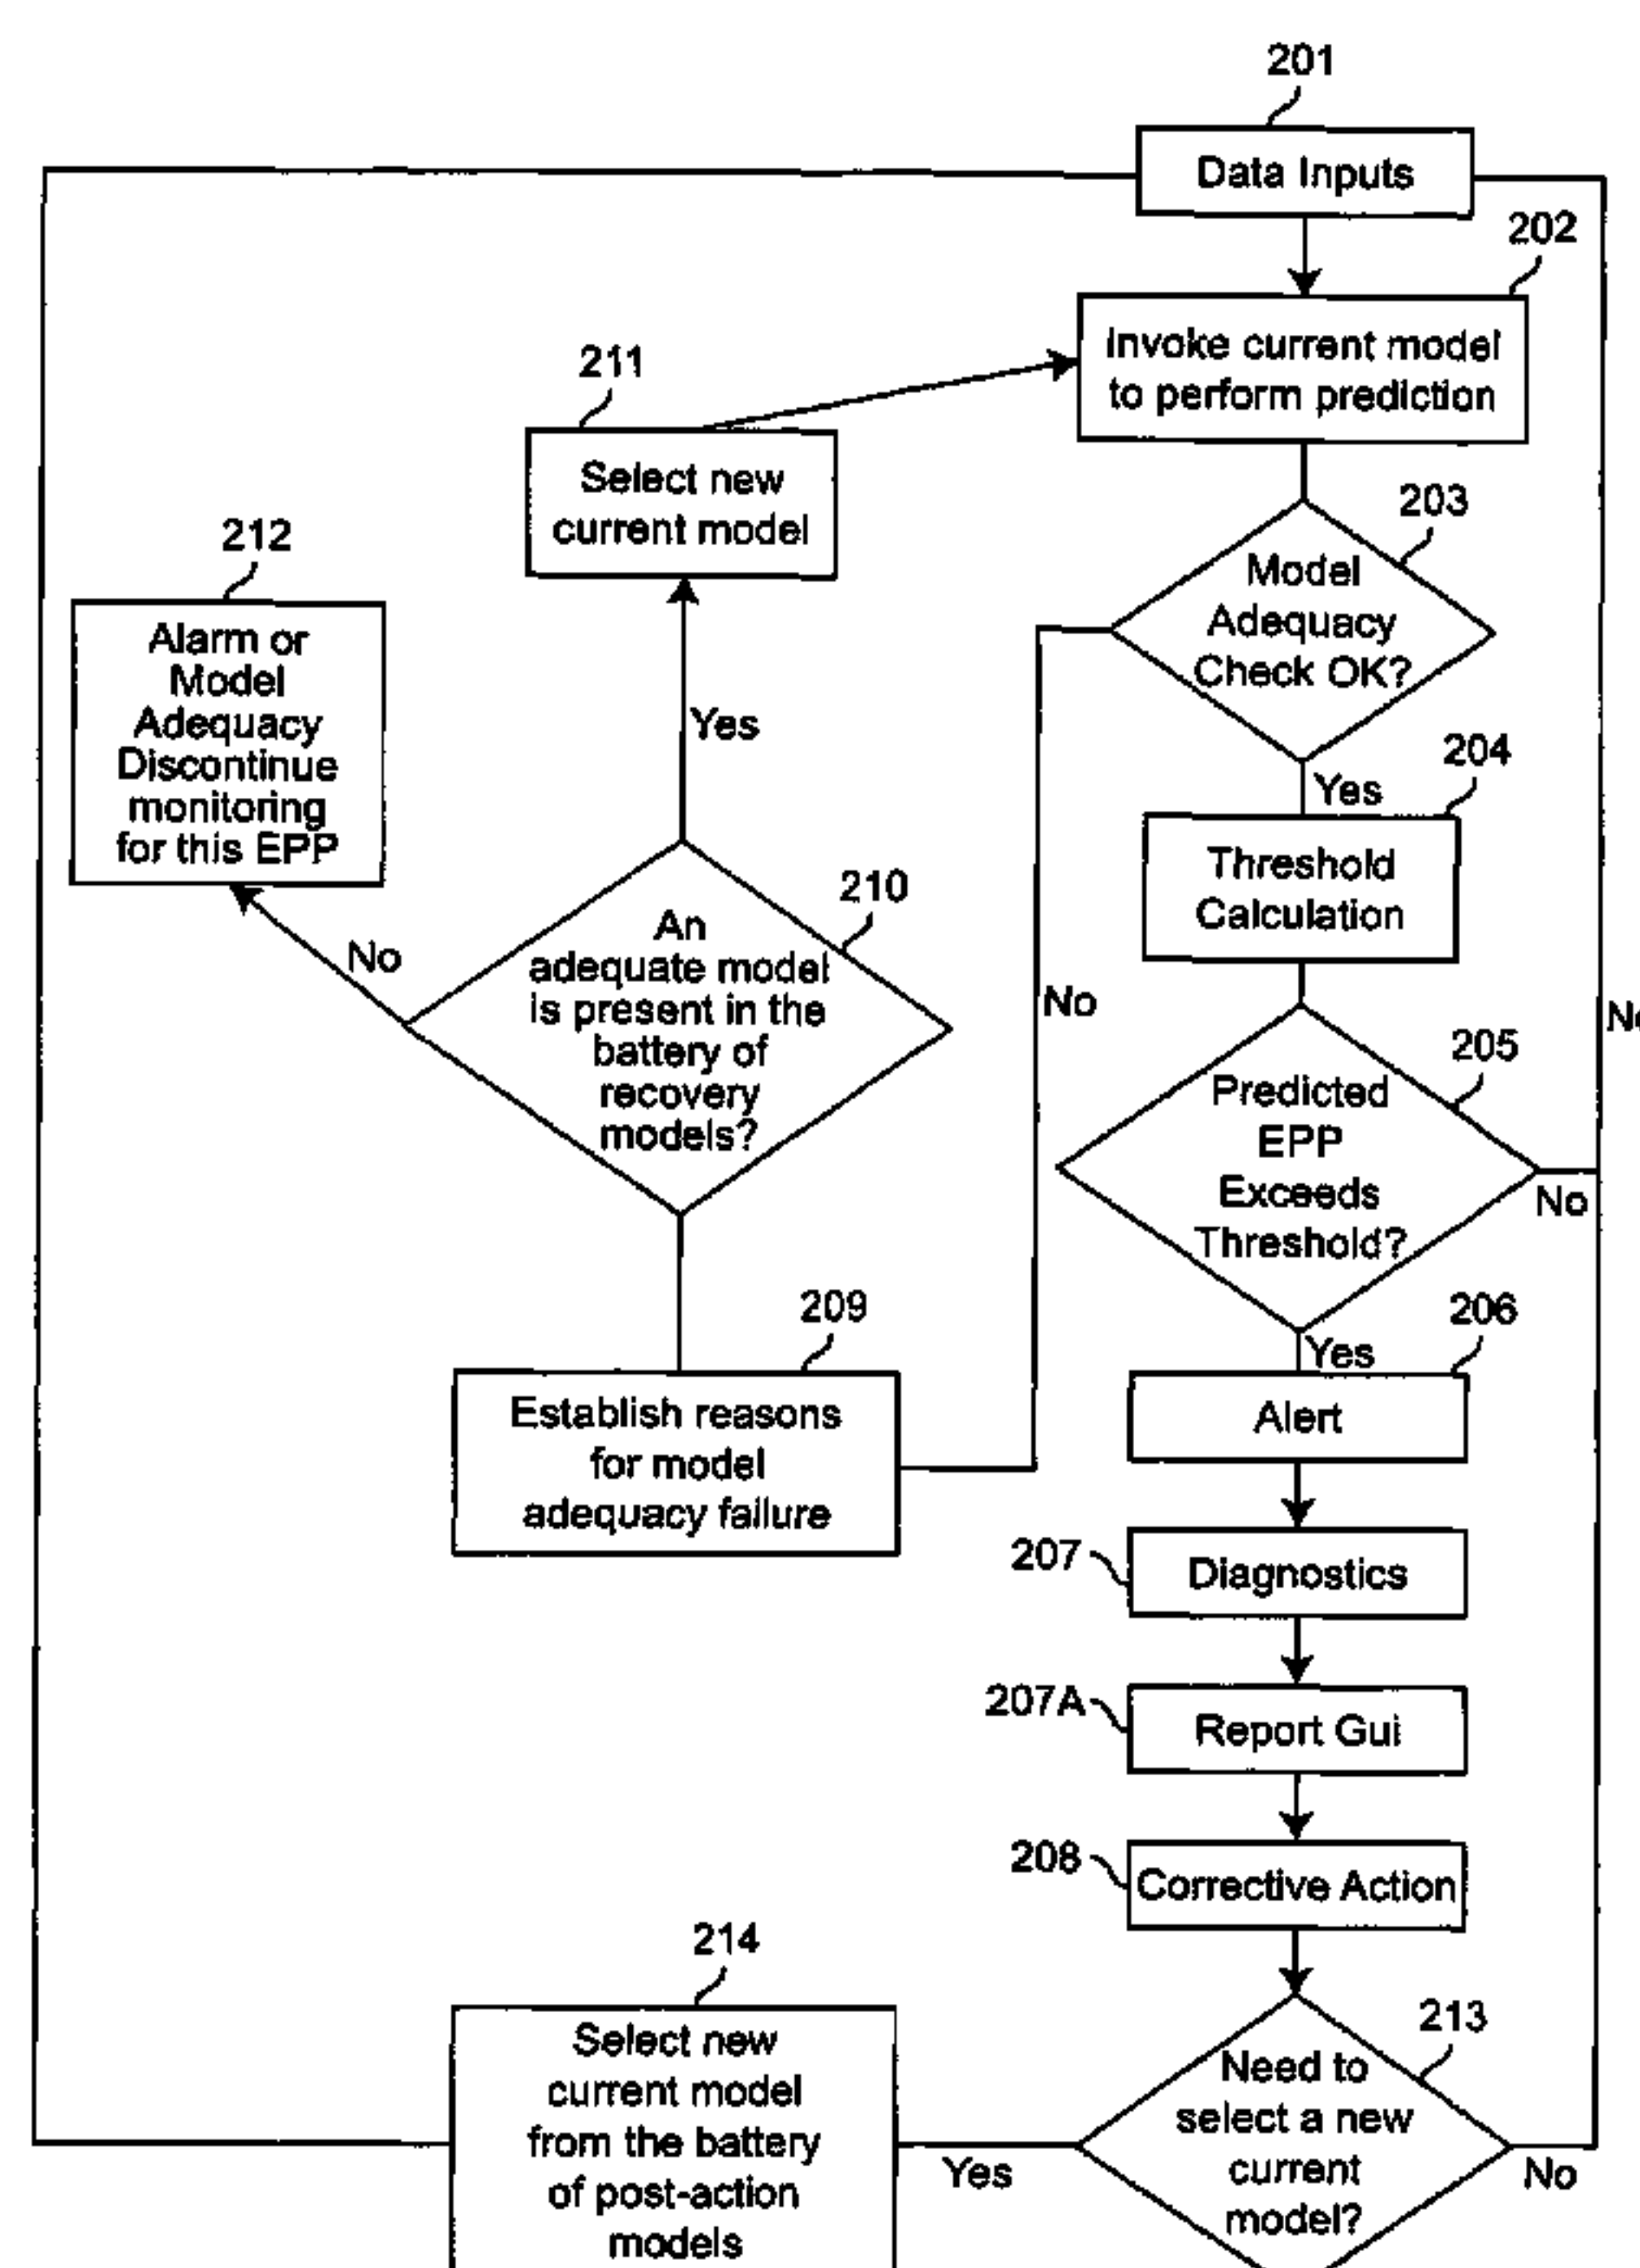 201
Data Inputs
202
Invoke current model
to perform prediction
211
Select new
current model
203
Model
Adequacy
Check OK?
212
Alarm or
Model
Adequacy
Discontinue
monitoring
for this EPP
Yes
Yes
204
Threshold
Calculation
210
An
adequate model
is present in the
battery of
recovery
models?
No
No
205
Predicted
EPP
Exceeds
Threshold?
No
209
Establish reasons
for model
adequacy failure
Yes
206
Alert
207
Diagnostics
207A
Report Gui
208
Corrective Action
214
Select new
current model
from the battery
of post-action
models
213
Need to
select a new
current
model?
Yes
No